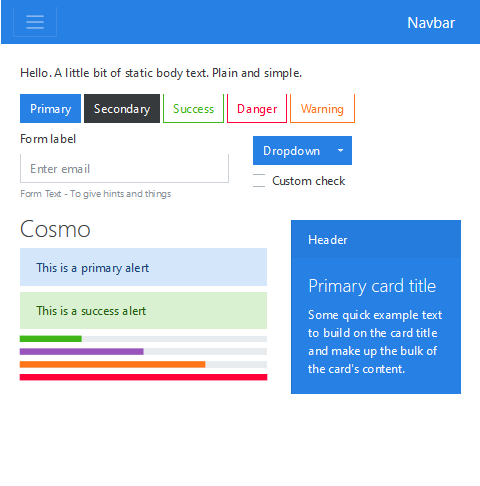 Navbar
Hello. A little bit of static body text. Plain and simple.
Primary Secondary Success Danger Warning
Form label
Enter email
Form Text - To give hints and things
Dropdown
Custom check
Cosmo
This is a primary alert
This is a success alert
Header
Primary card title
Some quick example text
to build on the card title
and make up the bulk of
the card's content.